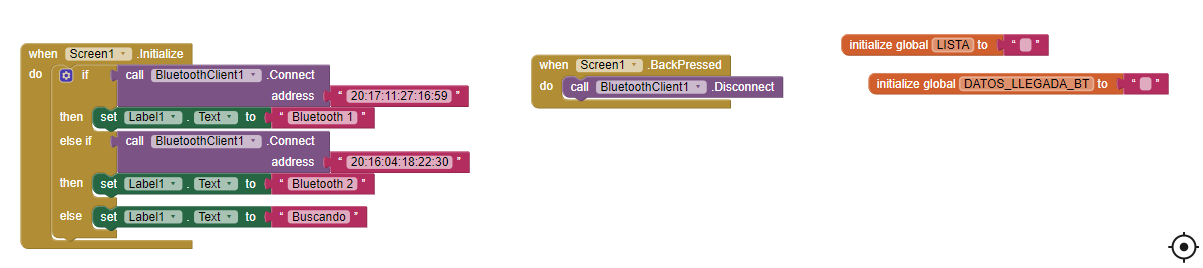 when Screen1 .Initialize
do if call BluetoothClient1 .Connect
address " 20:17:11:27:16:59 "
then set Label1 . Text to " Bluetooth 1 "
else if call BluetoothClient1 .Connect
address " 20:16:04:18:22:30 "
then set Label1 . Text to " Bluetooth 2 "
else set Label1 . Text to " Buscando "
when Screen1 .BackPressed
do call BluetoothClient1 .Disconnect
initialize global LISTA to " "
initialize global DATOS_LLEGADA_BT to " "